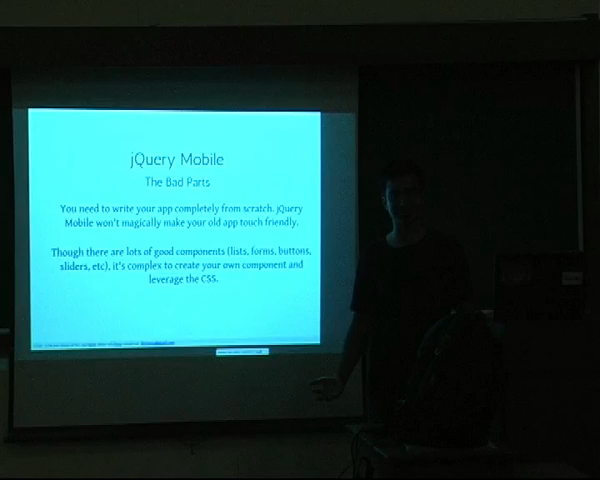 jQuery Mobile
The Bad Parts
You need to write your app completely from scratch. jQuery
Mobile won't magically make your old app touch friendly.
Though there are lots of good components (lists, forms, buttons,
sliders, etc), it's complex to create your own component and
leverage the CSS.